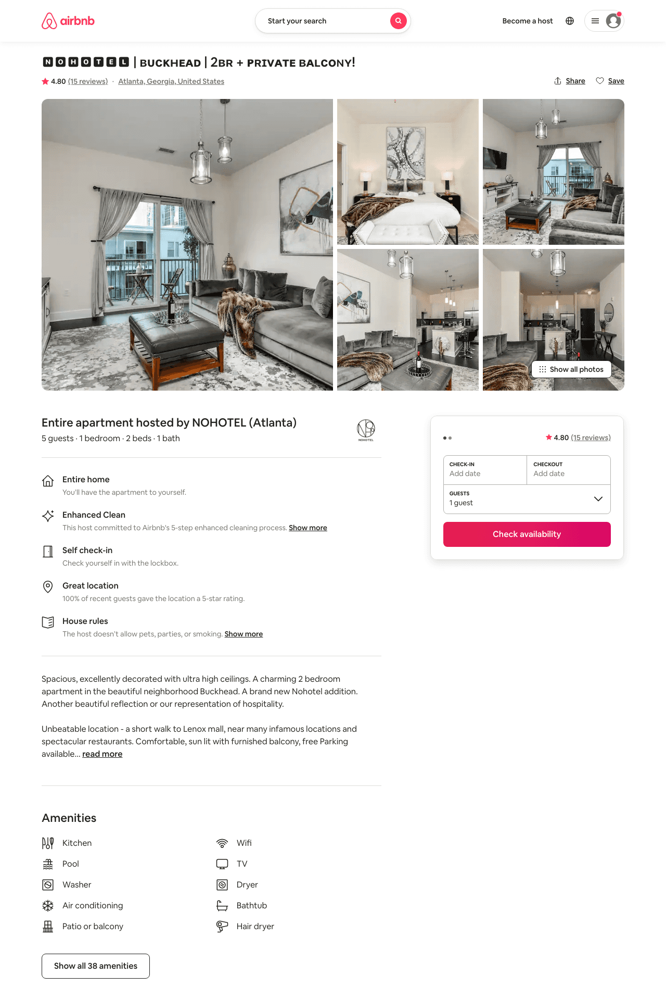 airbnb
Start your search
Become a host
🅽🅾🅷🅾🆃🅴🅻 | ʙᴜᴄᴋʜᴇᴀᴅ | 2ʙʀ + ᴘʀɪᴠᴀᴛᴇ ʙᴀʟᴄᴏɴʏ!
4.80 (15 reviews) · Atlanta, Georgia, United States
Share
Save
Show all photos
Entire apartment hosted by NOHOTEL (Atlanta)
5 guests · 1 bedroom · 2 beds · 1 bath
NOHOTEL
4.80 (15 reviews)
CHECK-IN
Add date
CHECKOUT
Add date
GUESTS
1 guest
Check availability
Entire home
You’ll have the apartment to yourself.
Enhanced Clean
This host committed to Airbnb's 5-step enhanced cleaning process. Show more
Self check-in
Check yourself in with the lockbox.
Great location
100% of recent guests gave the location a 5-star rating.
House rules
The host doesn’t allow pets, parties, or smoking. Show more
Spacious, excellently decorated with ultra high ceilings. A charming 2 bedroom
apartment in the beautiful neighborhood Buckhead. A brand new Nohotel addition.
Another beautiful reflection or our representation of hospitality.
Unbeatable location - a short walk to Lenox mall, near many infamous locations and
spectacular restaurants. Comfortable, sun lit with furnished balcony, free Parking
available... read more
Amenities
Kitchen
Wifi
Pool
TV
Washer
Dryer
Air conditioning
Bathtub
Patio or balcony
Hair dryer
Show all 38 amenities